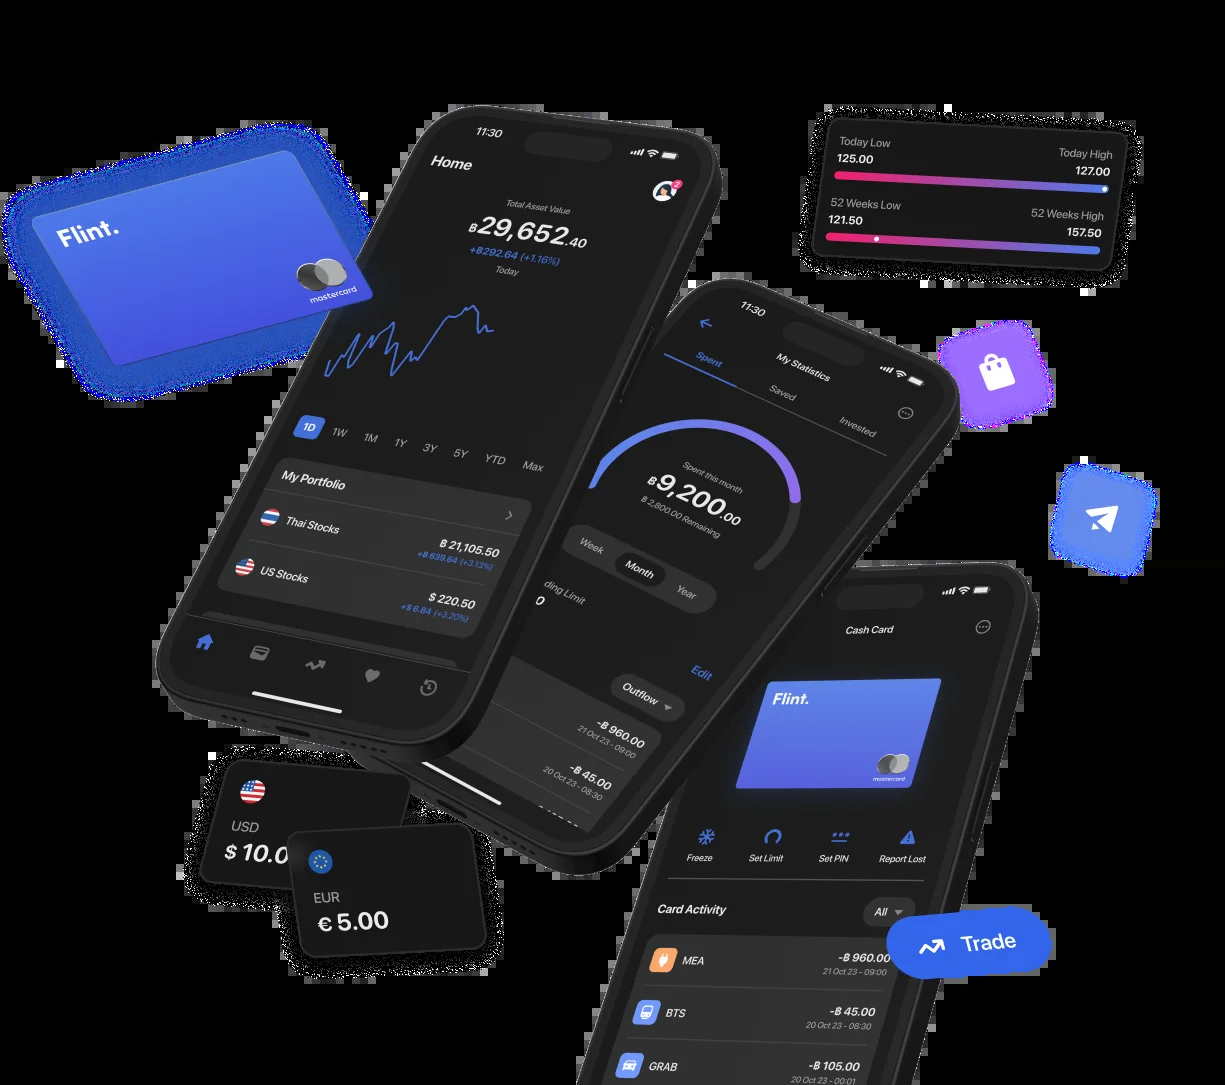 Flint.
mastercard
11:30
Home
2
Total Asset Value
฿29,652.40
+฿292.64 (+1.16%)
Today
1D 1W 1M 1Y 3Y 5Y YTD Max
My Portfolio
Thai Stocks
฿ 21,105.50
+฿ 639.64 (+3.13%)
US Stocks
$ 220.50
+$ 6.84 (+3.20%)
Today Low Today High
125.00 127.00
52 Weeks Low 52 Weeks High
121.50 157.50
11:30
My Statistics
Spent Saved Invested
Spent this month
฿9,200.00
฿ 2,800.00 Remaining
Week Month Year
ding Limit
0
Edit
Outflow
-฿ 960.00
21 Oct 23 - 09:00
-฿ 45.00
20 Oct 23 - 08:30
USD
$ 10.0
EUR
€ 5.00
Cash Card
Flint.
mastercard
Freeze Set Limit Set PIN Report Lost
Card Activity All
MEA -฿ 960.00
21 Oct 23 - 09:00
BTS -฿ 45.00
20 Oct 23 - 08:30
GRAB -฿ 105.00
20 Oct 23 - 00:01
Trade